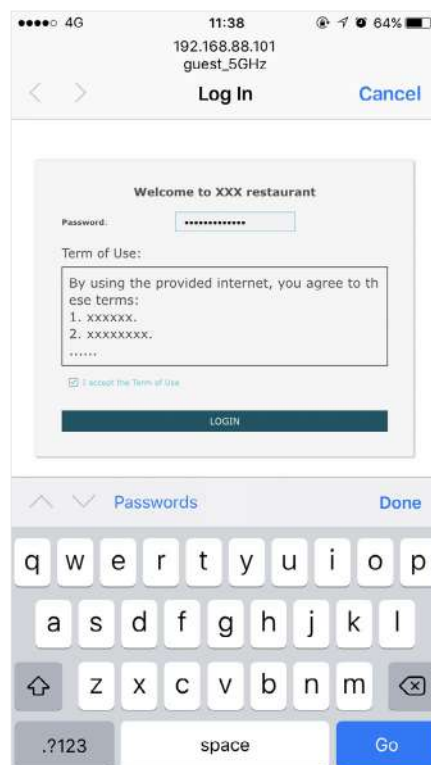 4G 11:38 64%
192.168.88.101
guest_5GHz
Log In Cancel
Welcome to XXX restaurant
Password: •••••••••••••
Term of Use:
By using the provided internet, you agree to th
ese terms:
1. xxxxxx.
2. xxxxxxxx.
......
I accept the Term of Use
LOGIN
Passwords Done
q w e r t y u i o p
a s d f g h j k l
z x c v b n m
.?123 space Go